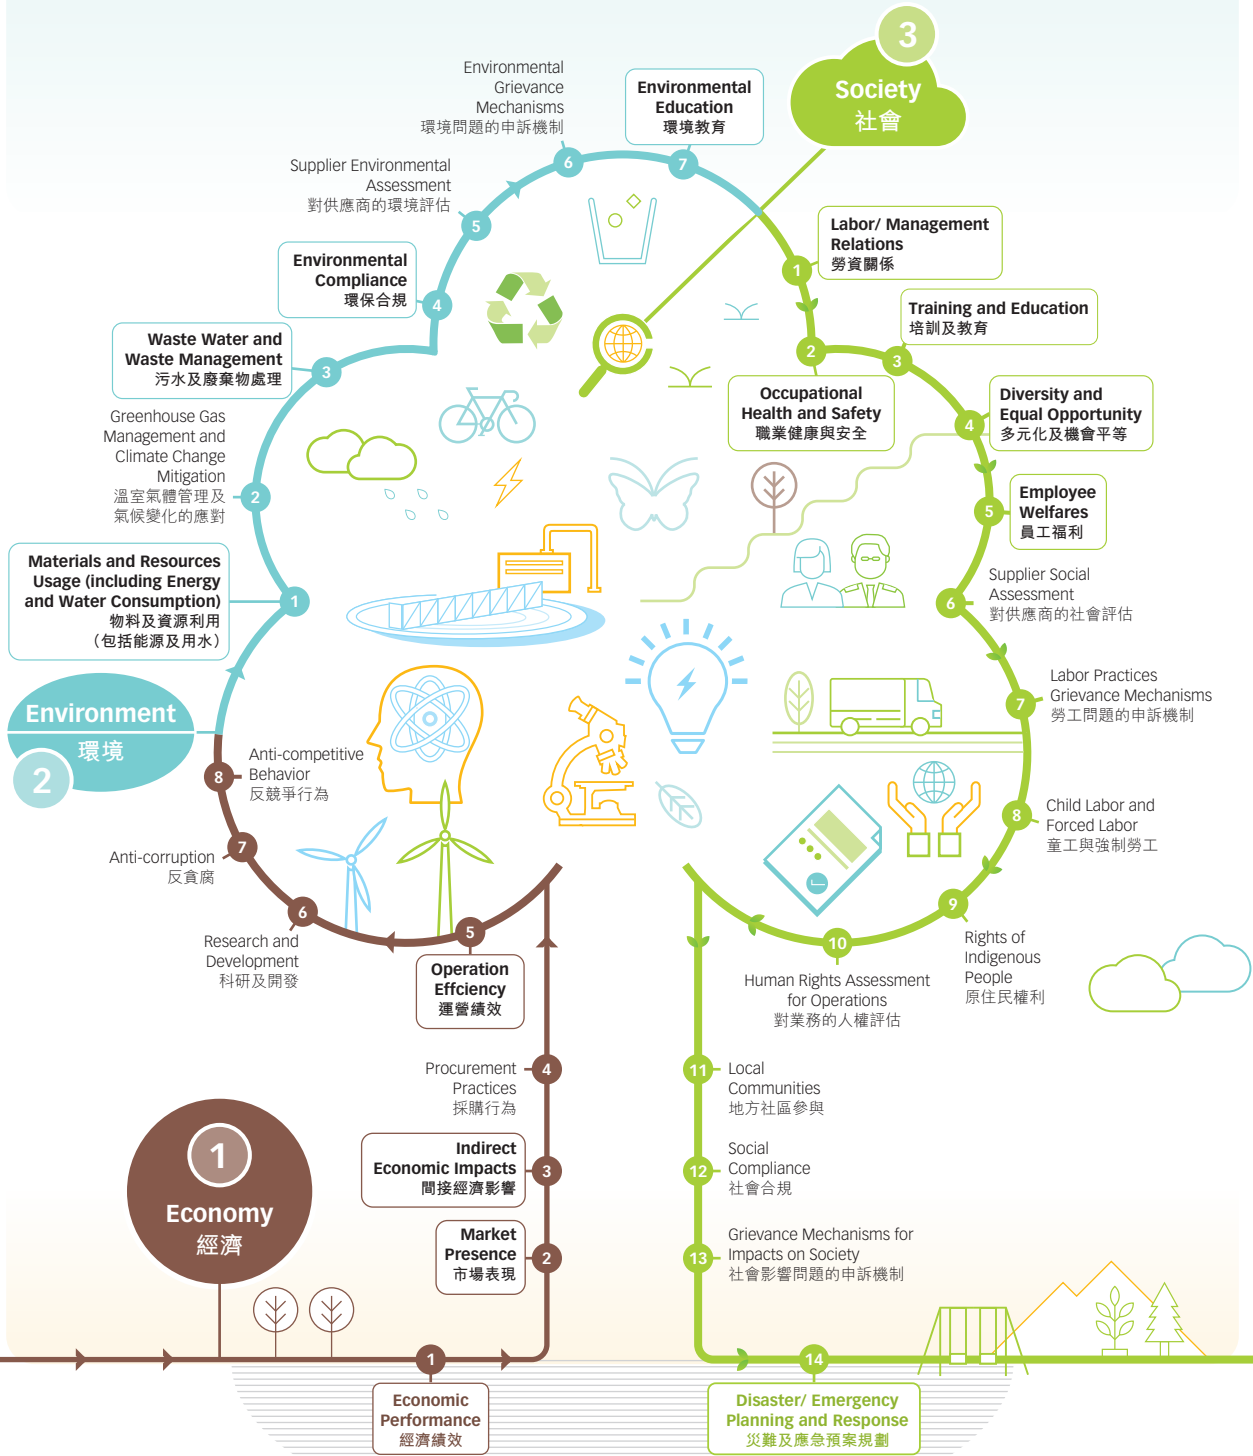 1
Economy
經濟
1
Economic
Performance
經濟績效
2
Market
Presence
市場表現
3
Indirect
Economic Impacts
間接經濟影響
4
Procurement
Practices
採購行為
5
Operation
Effciency
運營績效
6
Research and
Development
科研及開發
7
Anti-corruption
反貪腐
8
Anti-competitive
Behavior
反競爭行為
2
Environment
環境
1
Materials and Resources
Usage (including Energy
and Water Consumption)
物料及資源利用
（包括能源及用水）
2
Greenhouse Gas
Management and
Climate Change
Mitigation
溫室氣體管理及
氣候變化的應對
3
Waste Water and
Waste Management
污水及廢棄物處理
4
Environmental
Compliance
環保合規
5
Supplier Environmental
Assessment
對供應商的環境評估
6
Environmental
Grievance
Mechanisms
環境問題的申訴機制
7
Environmental
Education
環境教育
3
Society
社會
1
Labor/ Management
Relations
勞資關係
2
Occupational
Health and Safety
職業健康與安全
3
Training and Education
培訓及教育
4
Diversity and
Equal Opportunity
多元化及機會平等
5
Employee
Welfares
員工福利
6
Supplier Social
Assessment
對供應商的社會評估
7
Labor Practices
Grievance Mechanisms
勞工問題的申訴機制
8
Child Labor and
Forced Labor
童工與強制勞工
9
Rights of
Indigenous
People
原住民權利
10
Human Rights Assessment
for Operations
對業務的人權評估
11
Local
Communities
地方社區參與
12
Social
Compliance
社會合規
13
Grievance Mechanisms for
Impacts on Society
社會影響問題的申訴機制
14
Disaster/ Emergency
Planning and Response
災難及應急預案規劃